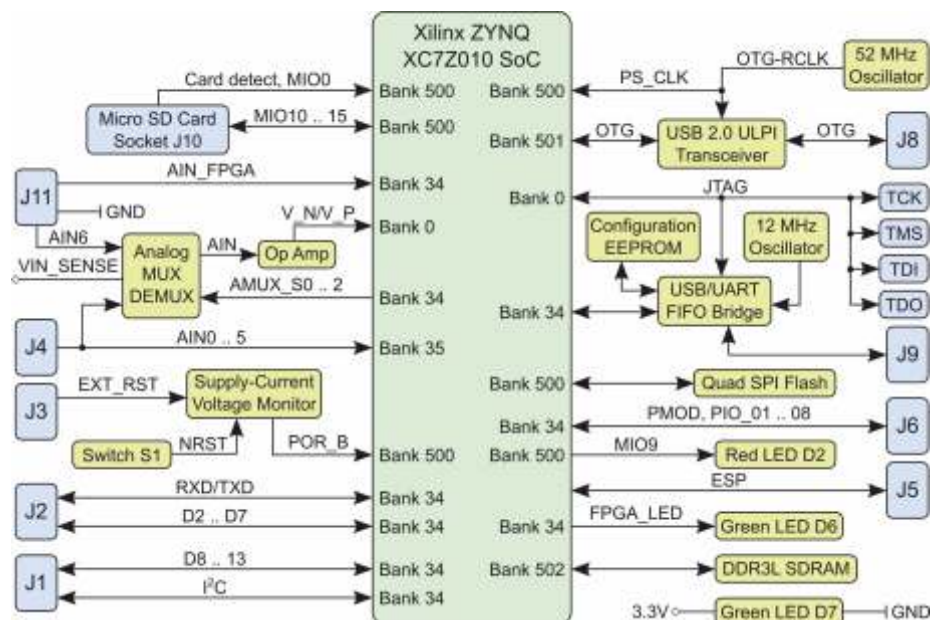 Xilinx ZYNQ
XC7Z010 SoC
Card detect, MIO0
Bank 500
Micro SD Card
Socket J10
MIO10 .. 15
Bank 500
J11
AIN_FPGA
Bank 34
GND
V_N/V_P
Bank 0
AIN6
Analog
MUX
DEMUX
AIN
Op Amp
VIN_SENSE
AMUX_S0 .. 2
Bank 34
J4
AIN0 .. 5
Bank 35
J3
EXT_RST
Supply-Current
Voltage Monitor
Switch S1
NRST
POR_B
Bank 500
J2
RXD/TXD
Bank 34
D2 .. D7
Bank 34
J1
D8 .. 13
Bank 34
I²C
Bank 34
Bank 500
PS_CLK
OTG-RCLK
52 MHz
Oscillator
Bank 501
OTG
USB 2.0 ULPI
Transceiver
OTG
J8
Bank 0
JTAG
TCK
TMS
TDI
TDO
Configuration
EEPROM
12 MHz
Oscillator
Bank 34
USB/UART
FIFO Bridge
J9
Bank 500
Quad SPI Flash
Bank 34
PMOD, PIO_01 .. 08
J6
Bank 500
MIO9
Red LED D2
ESP
J5
Bank 34
FPGA_LED
Green LED D6
Bank 502
DDR3L SDRAM
3.3V
Green LED D7
GND